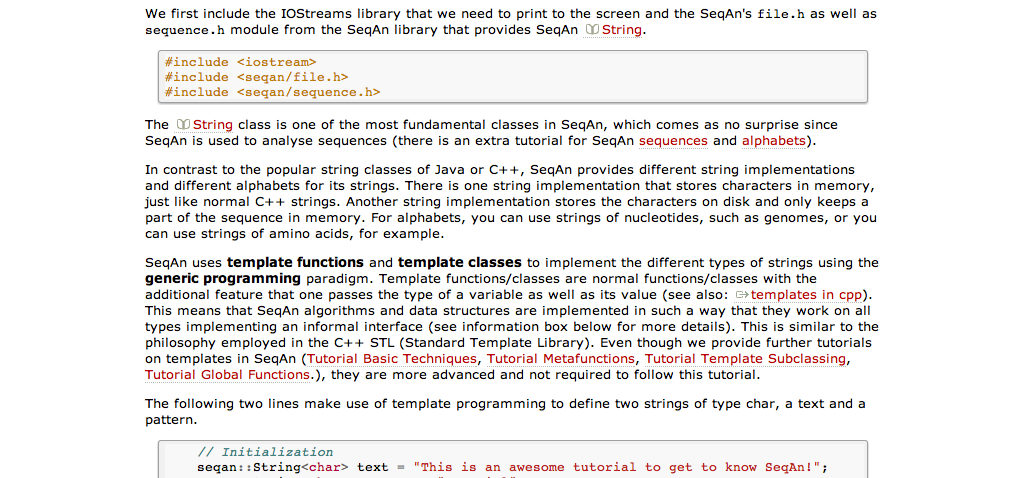 We first include the IOStreams library that we need to print to the screen and the SeqAn's file.h as well as
sequence.h module from the SeqAn library that provides SeqAn String.
#include <iostream>
#include <seqan/file.h>
#include <seqan/sequence.h>
The String class is one of the most fundamental classes in SeqAn, which comes as no surprise since
SeqAn is used to analyse sequences (there is an extra tutorial for SeqAn sequences and alphabets).
In contrast to the popular string classes of Java or C++, SeqAn provides different string implementations
and different alphabets for its strings. There is one string implementation that stores characters in memory,
just like normal C++ strings. Another string implementation stores the characters on disk and only keeps a
part of the sequence in memory. For alphabets, you can use strings of nucleotides, such as genomes, or you
can use strings of amino acids, for example.
SeqAn uses template functions and template classes to implement the different types of strings using the
generic programming paradigm. Template functions/classes are normal functions/classes with the
additional feature that one passes the type of a variable as well as its value (see also: templates in cpp).
This means that SeqAn algorithms and data structures are implemented in such a way that they work on all
types implementing an informal interface (see information box below for more details). This is similar to the
philosophy employed in the C++ STL (Standard Template Library). Even though we provide further tutorials
on templates in SeqAn (Tutorial Basic Techniques, Tutorial Metafunctions, Tutorial Template Subclassing,
Tutorial Global Functions.), they are more advanced and not required to follow this tutorial.
The following two lines make use of template programming to define two strings of type char, a text and a
pattern.
// Initialization
seqan::String<char> text = "This is an awesome tutorial to get to know SeqAn!";